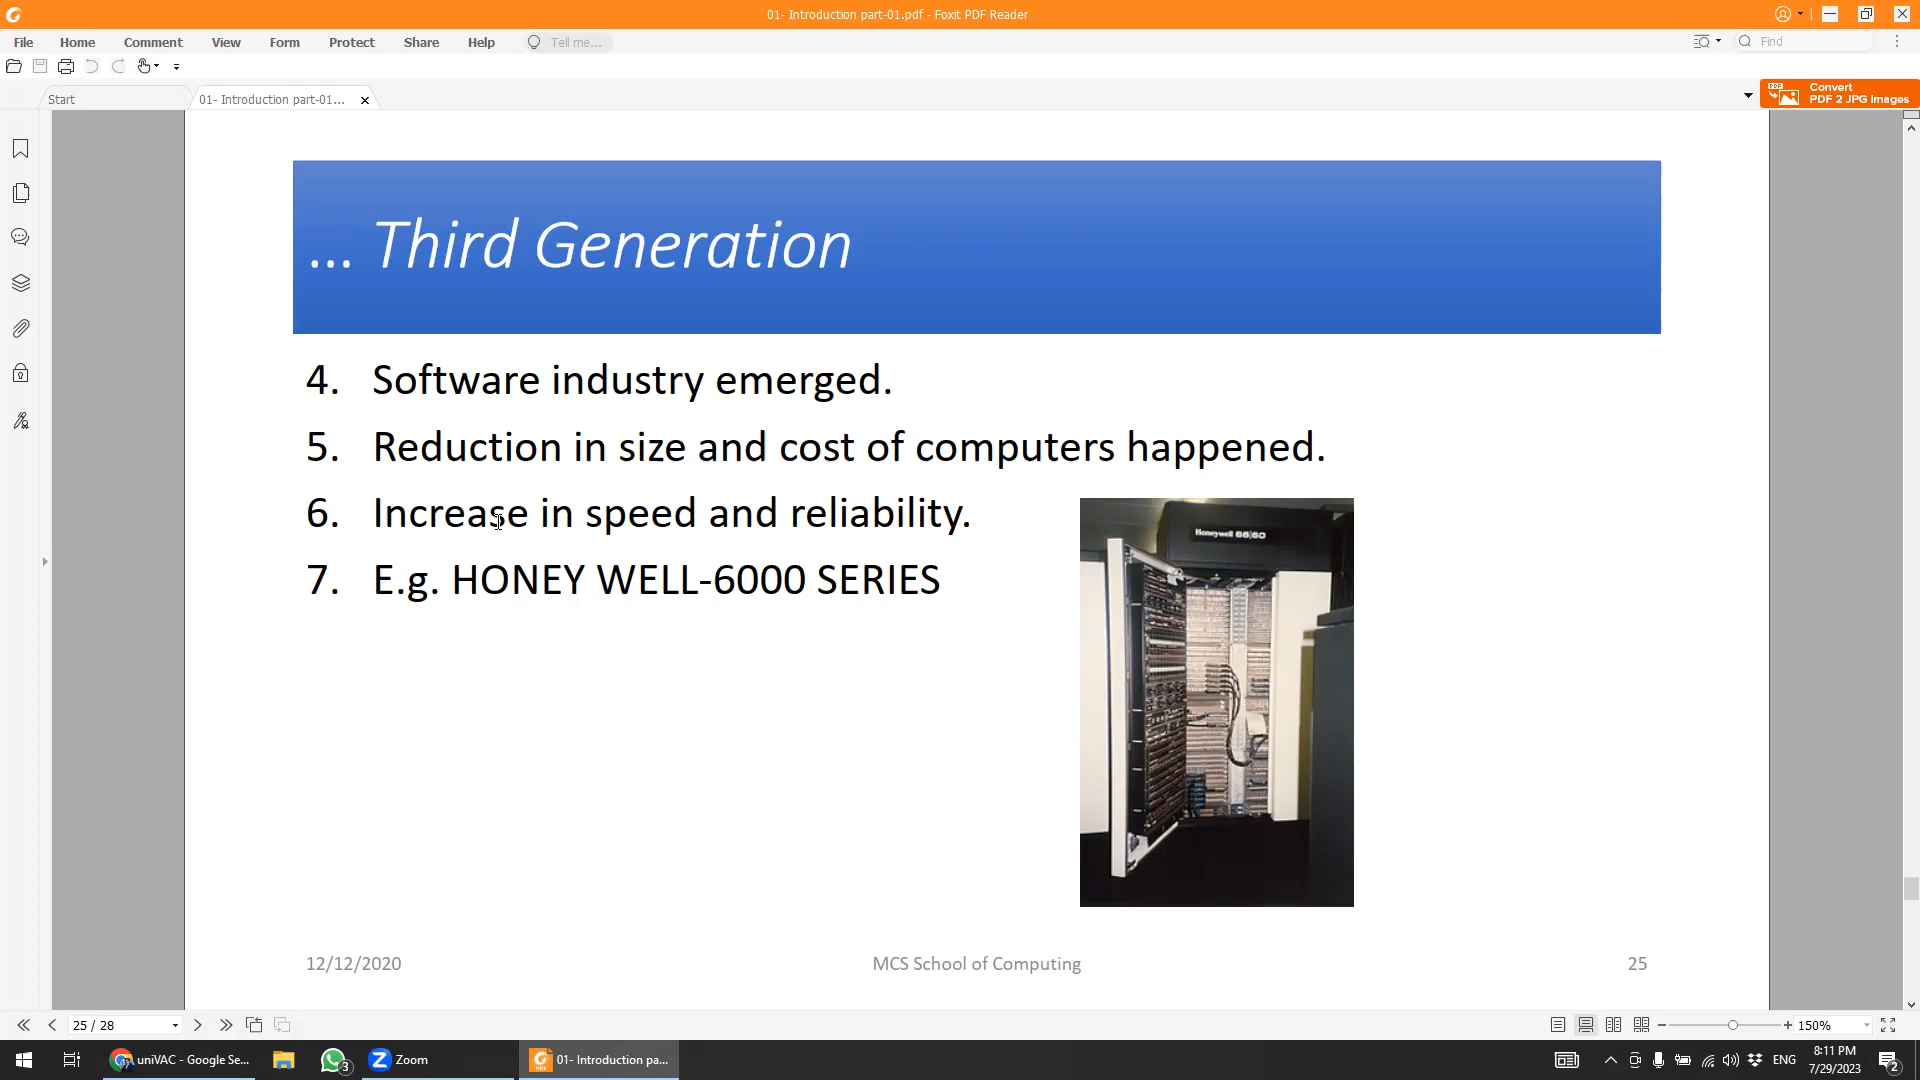 01- Introduction part-01.pdf - Foxit PDF Reader
File Home Comment View Form Protect Share Help Tell me... Find
Start 01- Introduction part-01... Convert
PDF 2 JPG Images
... Third Generation
4. Software industry emerged.
5. Reduction in size and cost of computers happened.
6. Increase in speed and reliability.
Honeywell 66/60
7. E.g. HONEY WELL-6000 SERIES
12/12/2020 MCS School of Computing 25
25 / 28 150%
uniVAC - Google Se... 3 Zoom 01- Introduction pa... ENG 8:11 PM
7/29/2023 2